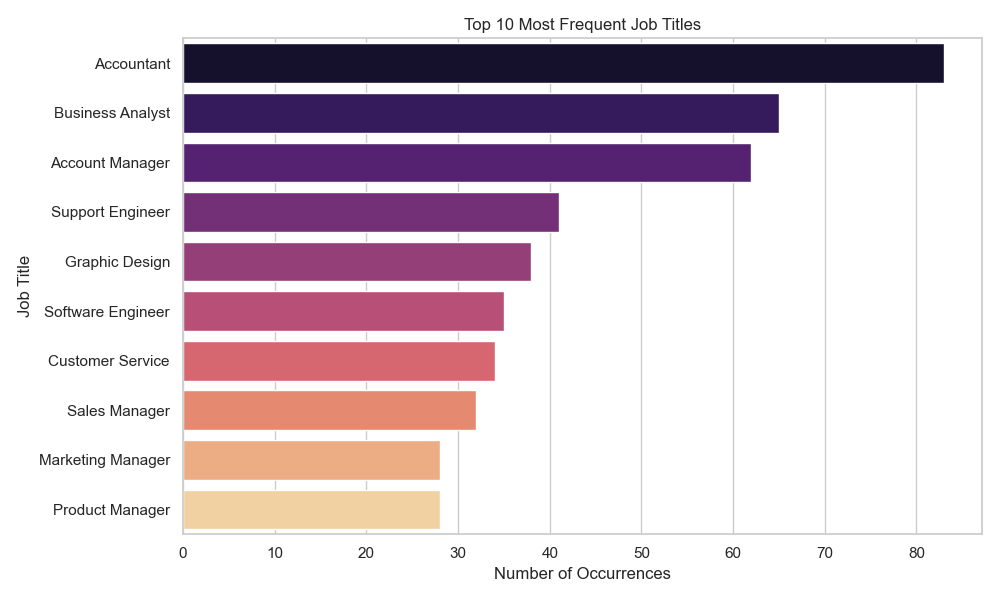 Top 10 Most Frequent Job Titles
Accountant
Business Analyst
Account Manager
Support Engineer
Graphic Design
Software Engineer
Customer Service
Sales Manager
Marketing Manager
Product Manager
Job Title
0 10 20 30 40 50 60 70 80
Number of Occurrences